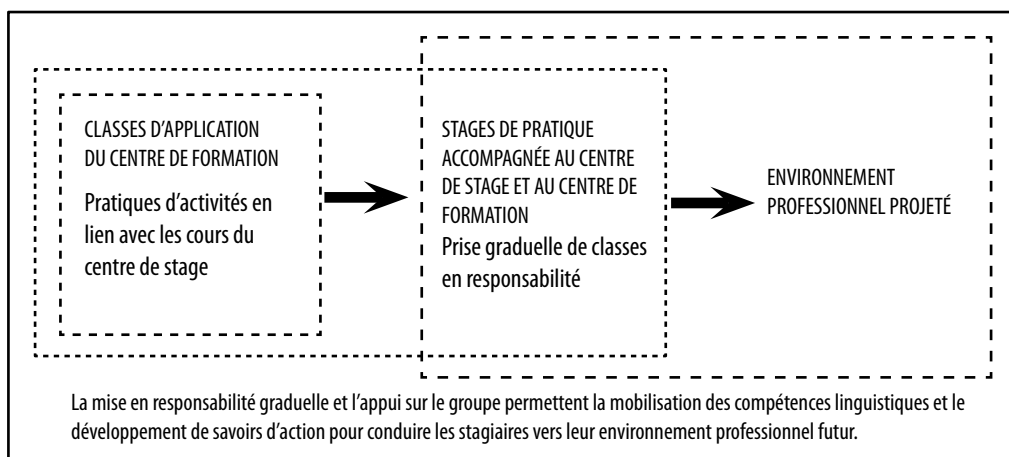 CLASSES D'APPLICATION
DU CENTRE DE FORMATION
Pratiques d'activités en
lien avec les cours du
centre de stage
STAGES DE PRATIQUE
ACCOMPAGNÉE AU CENTRE
DE STAGE ET AU CENTRE DE
FORMATION
Prise graduelle de classes
en responsabilité
ENVIRONNEMENT
PROFESSIONNEL PROJETÉ
La mise en responsabilité graduelle et l'appui sur le groupe permettent la mobilisation des compétences linguistiques et le
développement de savoirs d'action pour conduire les stagiaires vers leur environnement professionnel futur.